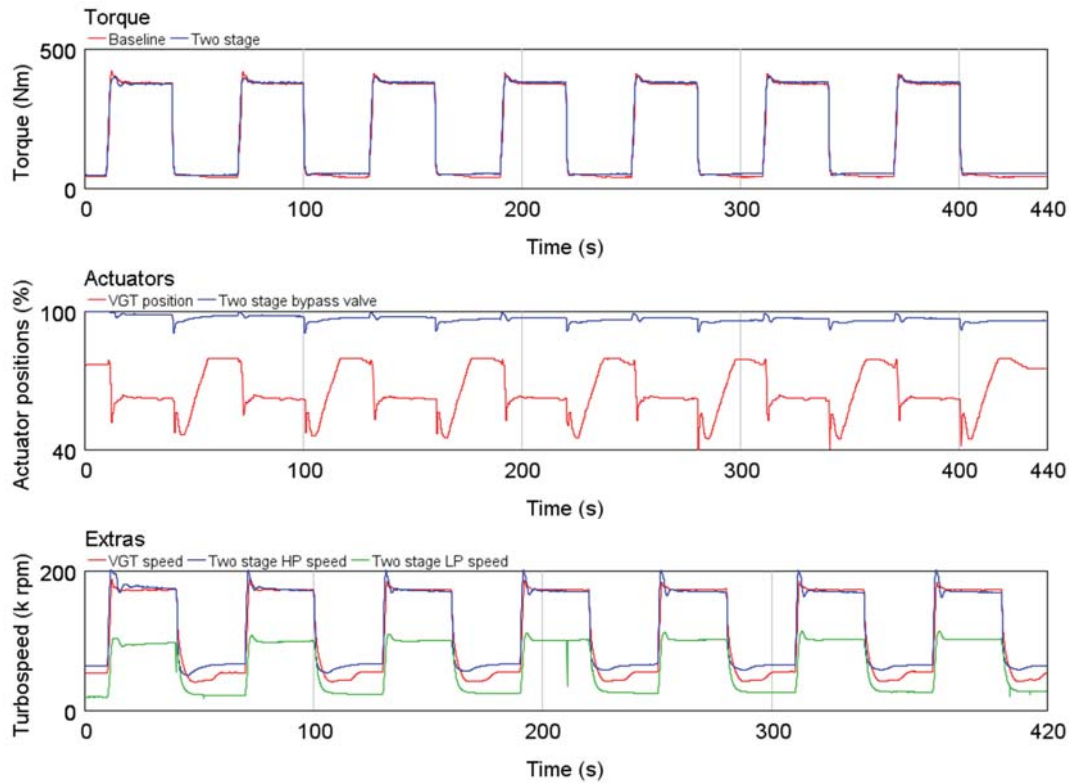 Torque
Baseline Two stage
500
Torque (Nm)
0
0 100 200 300 400 440
Time (s)
Actuators
VGT position Two stage bypass valve
100
Actuator positions (%)
40
0 100 200 300 400 440
Time (s)
Extras
VGT speed Two stage HP speed Two stage LP speed
200
Turbospeed (k rpm)
0
0 100 200 300 420
Time (s)